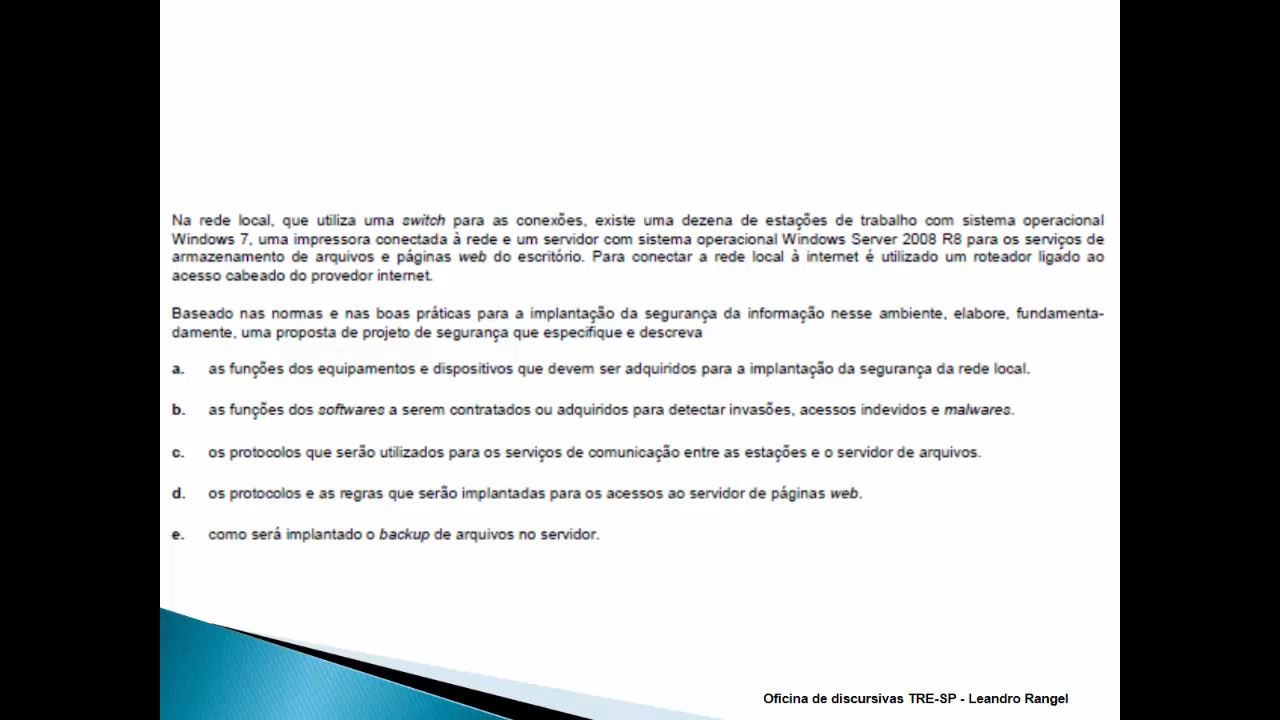 Na rede local, que utiliza uma switch para as conexões, existe uma dezena de estações de trabalho com sistema operacional
Windows 7, uma impressora conectada à rede e um servidor com sistema operacional Windows Server 2008 R8 para os serviços de
armazenamento de arquivos e páginas web do escritório. Para conectar a rede local à internet é utilizado um roteador ligado ao
acesso cabeado do provedor internet.
Baseado nas normas e nas boas práticas para a implantação da segurança da informação nesse ambiente, elabore, fundamenta-
damente, uma proposta de projeto de segurança que especifique e descreva
a. as funções dos equipamentos e dispositivos que devem ser adquiridos para a implantação da segurança da rede local.
b. as funções dos softwares a serem contratados ou adquiridos para detectar invasões, acessos indevidos e malwares.
c. os protocolos que serão utilizados para os serviços de comunicação entre as estações e o servidor de arquivos.
d. os protocolos e as regras que serão implantadas para os acessos ao servidor de páginas web.
e. como será implantado o backup de arquivos no servidor.
Oficina de discursivas TRE-SP - Leandro Rangel